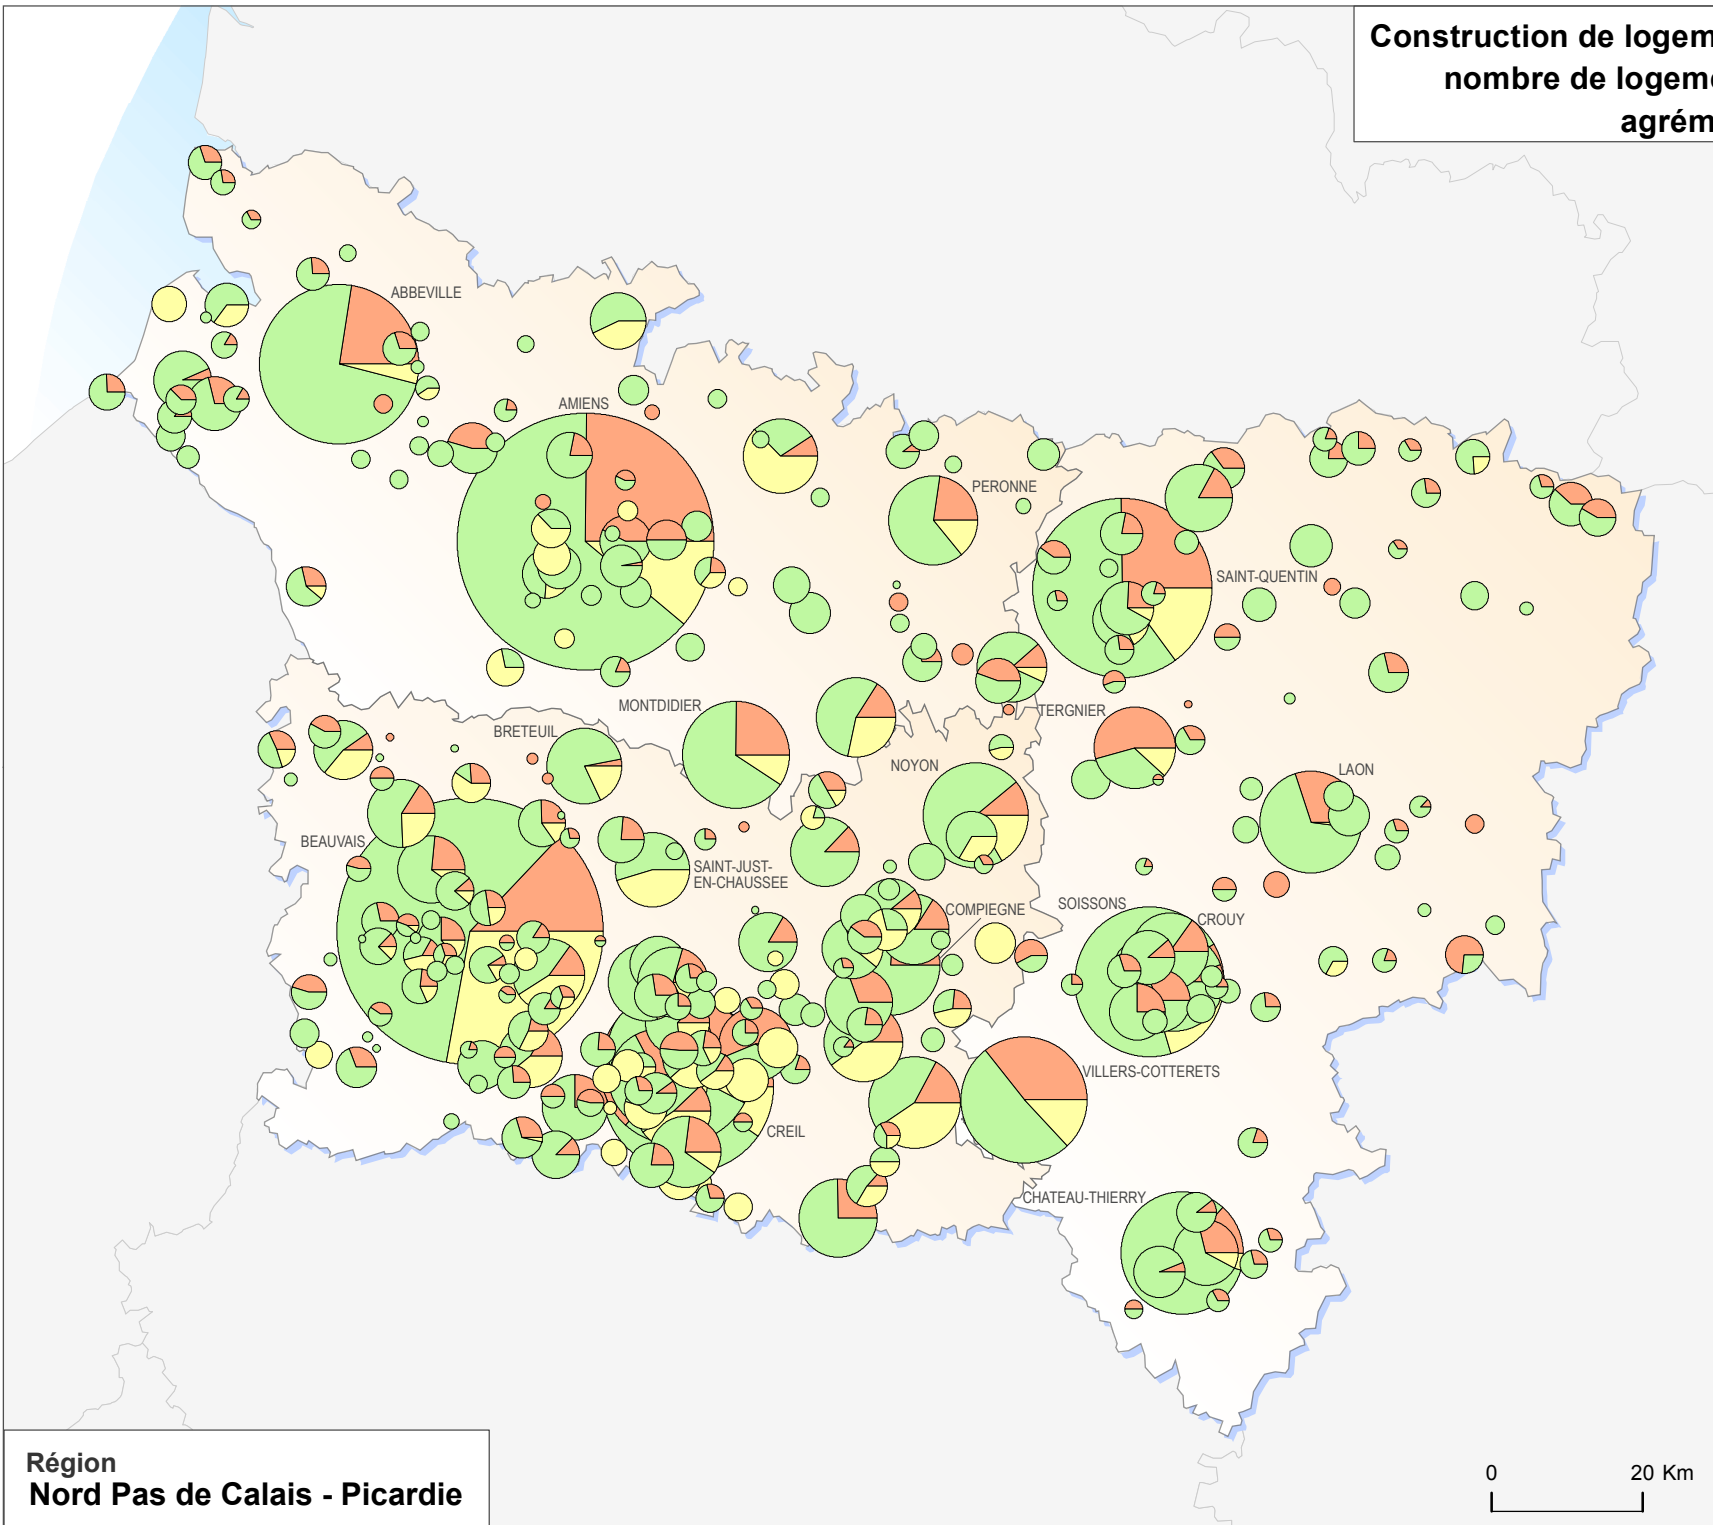 Construction de logem
nombre de logeme
agrém
ABBEVILLE
AMIENS
PERONNE
SAINT-QUENTIN
MONTDIDIER
TERGNIER
BRETEUIL
NOYON
LAON
BEAUVAIS
SAINT-JUST-
EN-CHAUSSEE
SOISSONS
COMPIEGNE
CROUY
VILLERS-COTTERETS
CREIL
CHATEAU-THIERRY
Région
Nord Pas de Calais - Picardie
0 20 Km